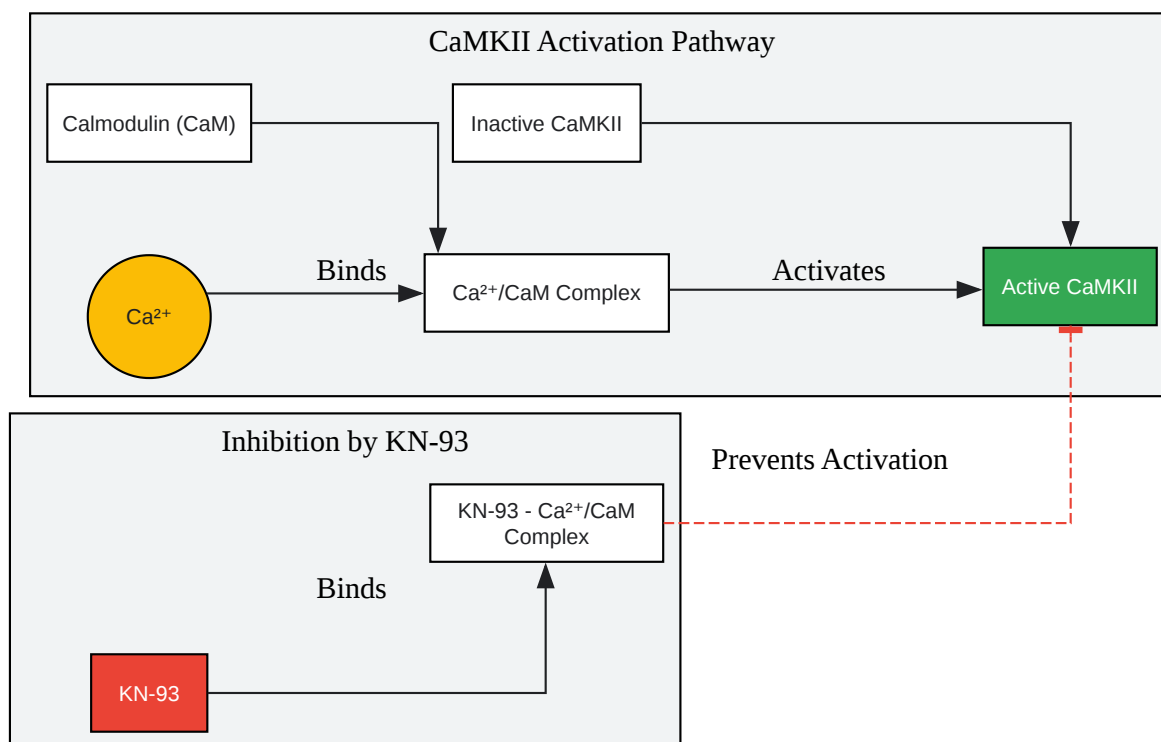 CaMKII Activation Pathway
Calmodulin (CaM)
Inactive CaMKII
Binds
Activates
Ca²⁺
Ca²⁺/CaM Complex
Active CaMKII
Inhibition by KN-93
Prevents Activation
KN-93 - Ca²⁺/CaM
Complex
Binds
KN-93